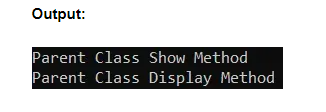 Output:
Parent Class Show Method
Parent Class Display Method